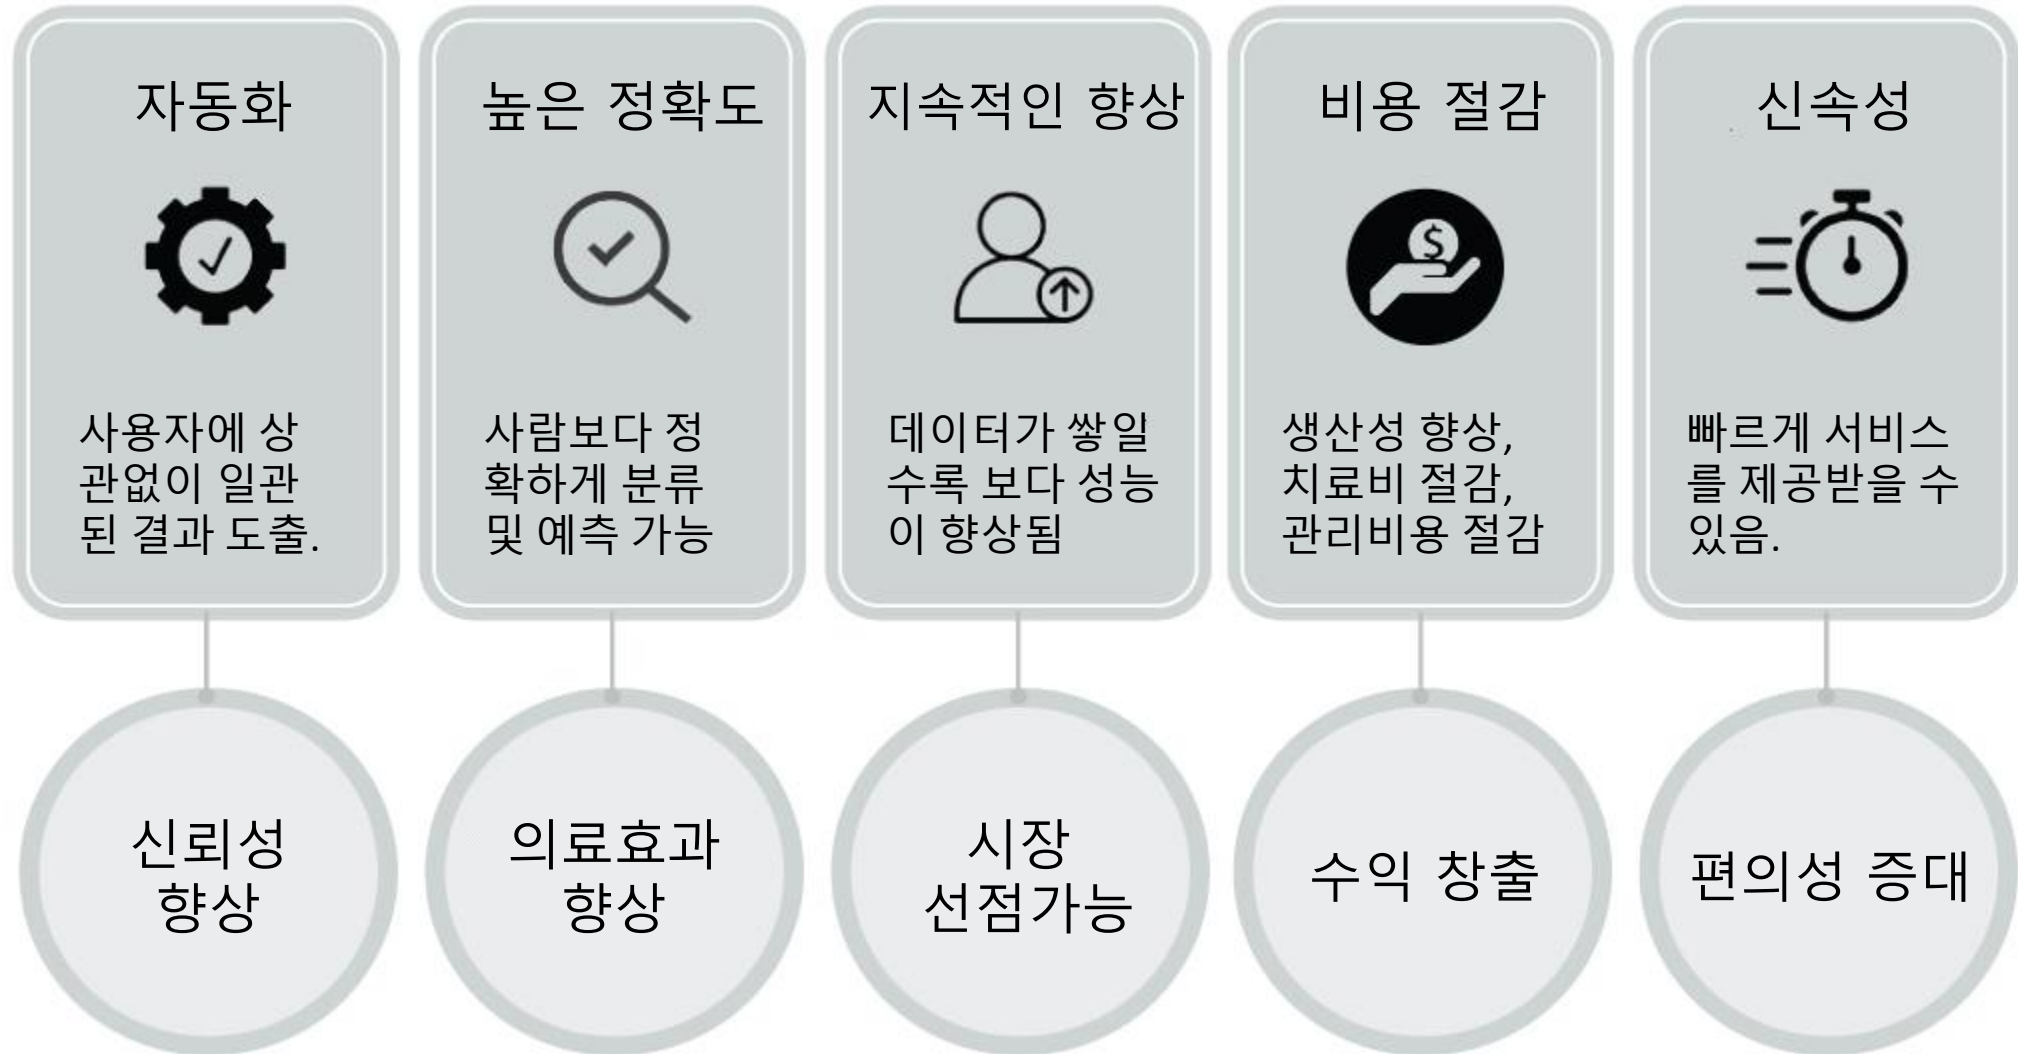 자동화
사용자에 상
관없이 일관
된 결과 도출.
신뢰성
향상
높은 정확도
사람보다 정
확하게 분류
및 예측 가능
의료효과
향상
지속적인 향상
데이터가 쌓일
수록 보다 성능
이 향상됨
시장
선점가능
비용 절감
$
생산성 향상,
치료비 절감,
관리비용 절감
수익 창출
신속성
빠르게 서비스
를 제공받을 수
있음.
편의성 증대